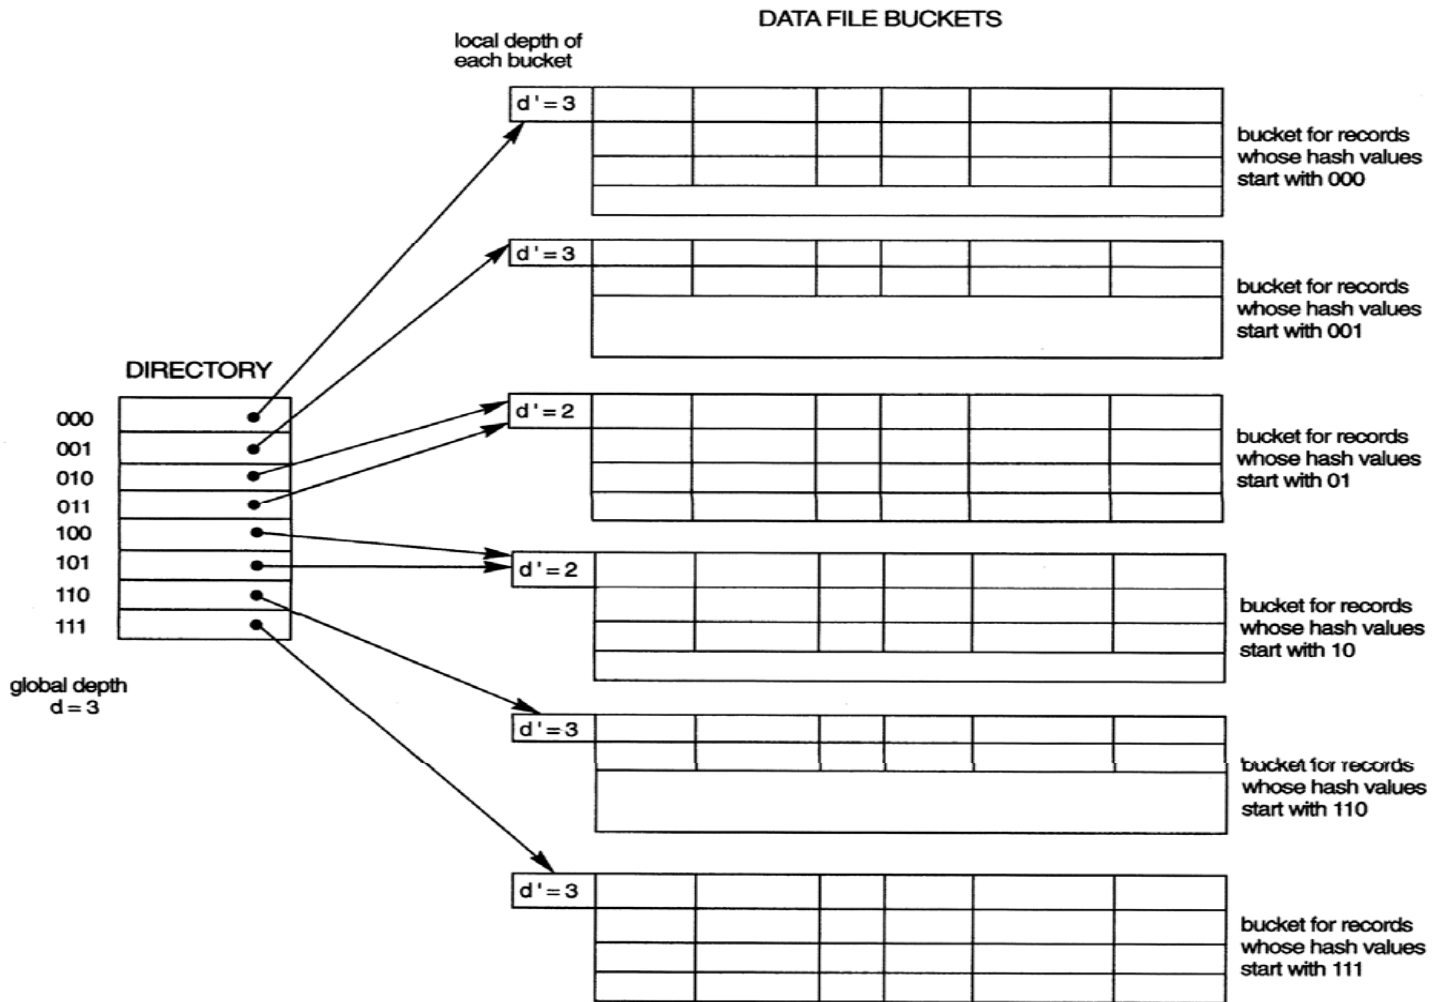 DATA FILE BUCKETS
local depth of
each bucket
d' = 3
bucket for records
whose hash values
start with 000
d' = 3
bucket for records
whose hash values
start with 001
DIRECTORY
000
001
010
011
100
101
110
111
global depth
d = 3
d' = 2
bucket for records
whose hash values
start with 01
d' = 2
bucket for records
whose hash values
start with 10
d' = 3
bucket for records
whose hash values
start with 110
d' = 3
bucket for records
whose hash values
start with 111